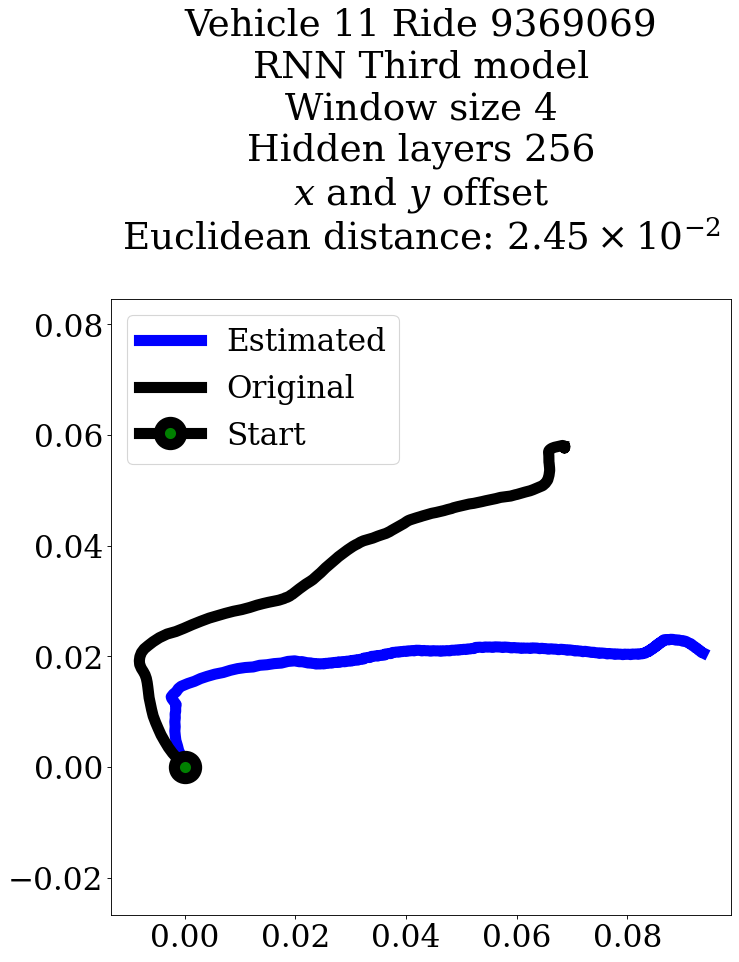 Vehicle 11 Ride 9369069
RNN Third model
Window size 4
Hidden layers 256
x and y offset
Euclidean distance: 2.45 × 10⁻²
Estimated
Original
Start
0.08
0.06
0.04
0.02
0.00
−0.02
0.00 0.02 0.04 0.06 0.08